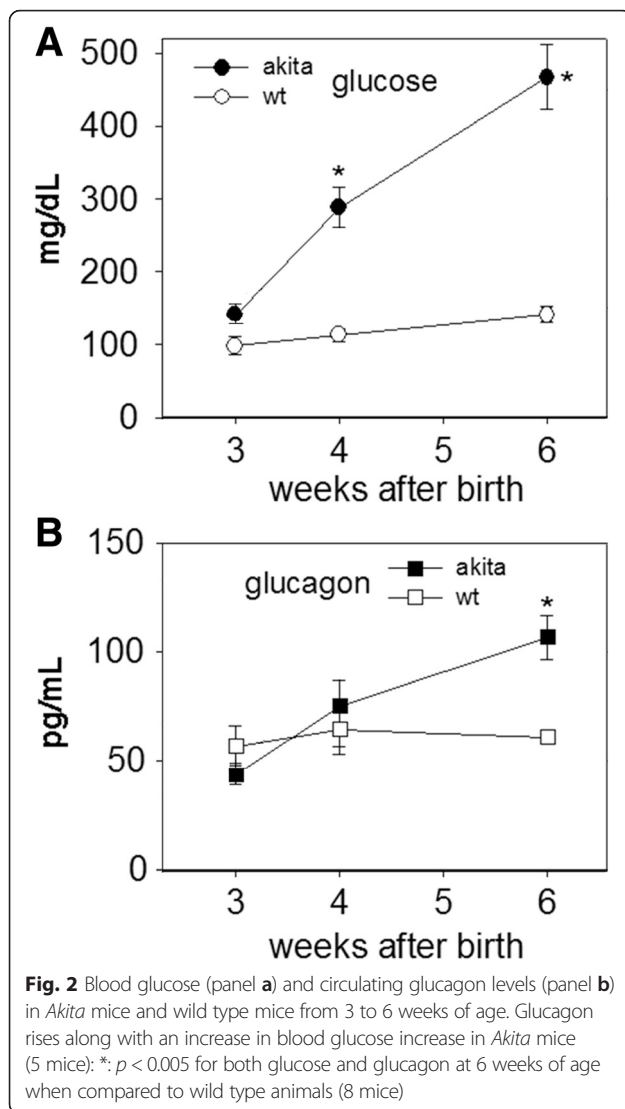 A
500
400
300
200
100
0
mg/dL
akita
wt
glucose
*
*
3 4 5 6
weeks after birth
B
150
100
50
0
pg/mL
glucagon
akita
wt
*
3 4 5 6
weeks after birth
Fig. 2 Blood glucose (panel a) and circulating glucagon levels (panel b)
in Akita mice and wild type mice from 3 to 6 weeks of age. Glucagon
rises along with an increase in blood glucose increase in Akita mice
(5 mice): *: p < 0.005 for both glucose and glucagon at 6 weeks of age
when compared to wild type animals (8 mice)